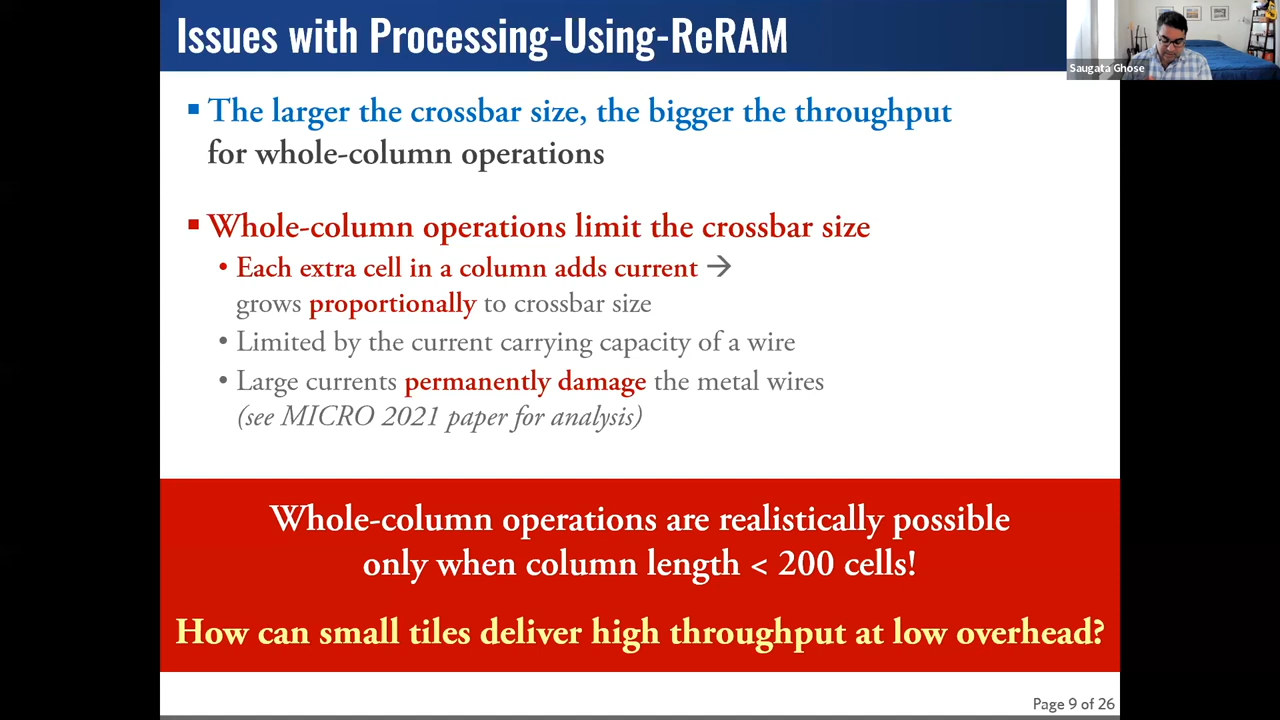 Issues with Processing-Using-ReRAM
Saugata Ghose
▪ The larger the crossbar size, the bigger the throughput
for whole-column operations
▪ Whole-column operations limit the crossbar size
• Each extra cell in a column adds current →
grows proportionally to crossbar size
• Limited by the current carrying capacity of a wire
• Large currents permanently damage the metal wires
(see MICRO 2021 paper for analysis)
Whole-column operations are realistically possible
only when column length < 200 cells!
How can small tiles deliver high throughput at low overhead?
Page 9 of 26